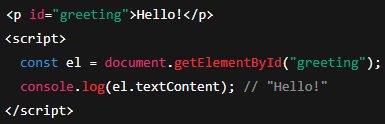 <p id="greeting">Hello!</p>
<script>
  const el = document.getElementById("greeting");
  console.log(el.textContent); // "Hello!"
</script>